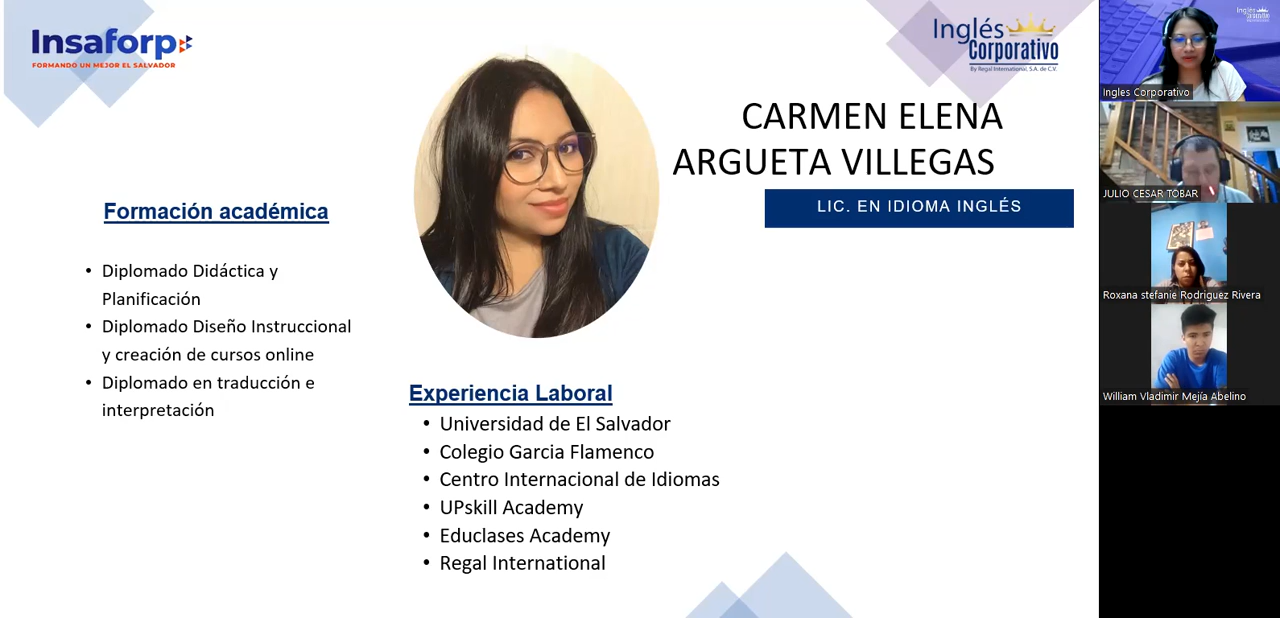 Insaforp
FORMANDO UN MEJOR EL SALVADOR
Inglés
Corporativo
By Regal International, S.A. de C.V.
CARMEN ELENA
ARGUETA VILLEGAS
LIC. EN IDIOMA INGLÉS
Formación académica
• Diplomado Didáctica y
Planificación
• Diplomado Diseño Instruccional
y creación de cursos online
• Diplomado en traducción e
interpretación
Experiencia Laboral
• Universidad de El Salvador
• Colegio Garcia Flamenco
• Centro Internacional de Idiomas
• UPskill Academy
• Educlases Academy
• Regal International
Inglés
Ingles Corporativo
JULIO CESAR TOBAR
Roxana stefanie Rodriguez Rivera
William Vladimir Mejía Abelino